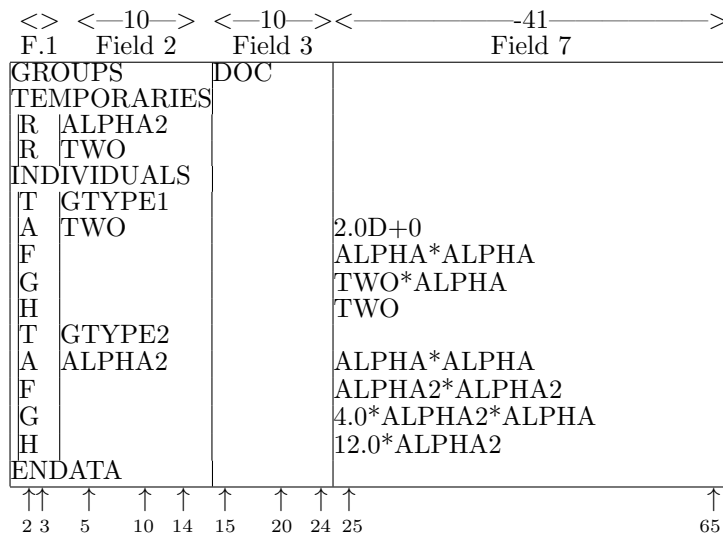 <> <—10—> <—10—><—————-41—————>
F.1 Field 2 Field 3 Field 7
GROUPS DOC
TEMPORARIES
R ALPHA2
R TWO
INDIVIDUALS
T GTYPE1
A TWO 2.0D+0
F ALPHA*ALPHA
G TWO*ALPHA
H TWO
T GTYPE2
A ALPHA2 ALPHA*ALPHA
F ALPHA2*ALPHA2
G 4.0*ALPHA2*ALPHA
H 12.0*ALPHA2
ENDATA
↑↑ ↑ ↑ ↑ ↑ ↑ ↑ ↑ ↑
2 3 5 10 14 15 20 24 25 65